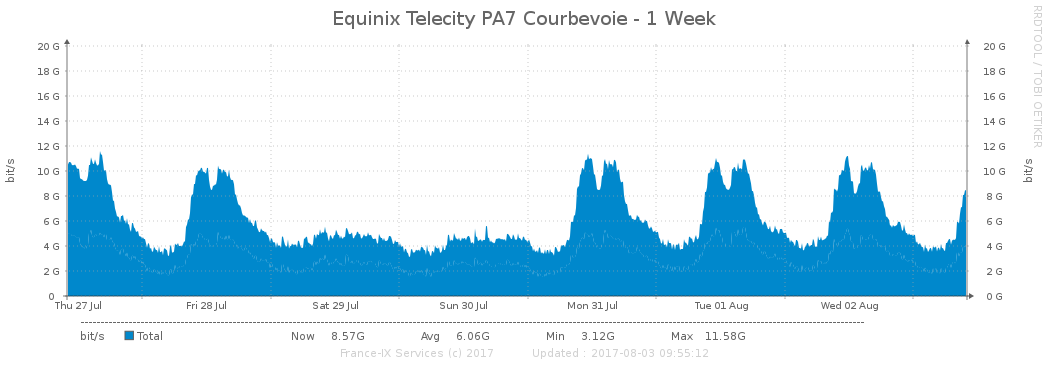 Equinix Telecity PA7 Courbevoie - 1 Week
RRDTOOL / TOBI OETIKER
20 G 20 G
18 G 18 G
16 G 16 G
14 G 14 G
12 G 12 G
10 G 10 G
8 G 8 G
6 G 6 G
4 G 4 G
2 G 2 G
0 0 G
bit/s bit/s
Thu 27 Jul Fri 28 Jul Sat 29 Jul Sun 30 Jul Mon 31 Jul Tue 01 Aug Wed 02 Aug
bit/s Total Now 8.57G Avg 6.06G Min 3.12G Max 11.58G
France-IX Services (c) 2017 Updated : 2017-08-03 09:55:12